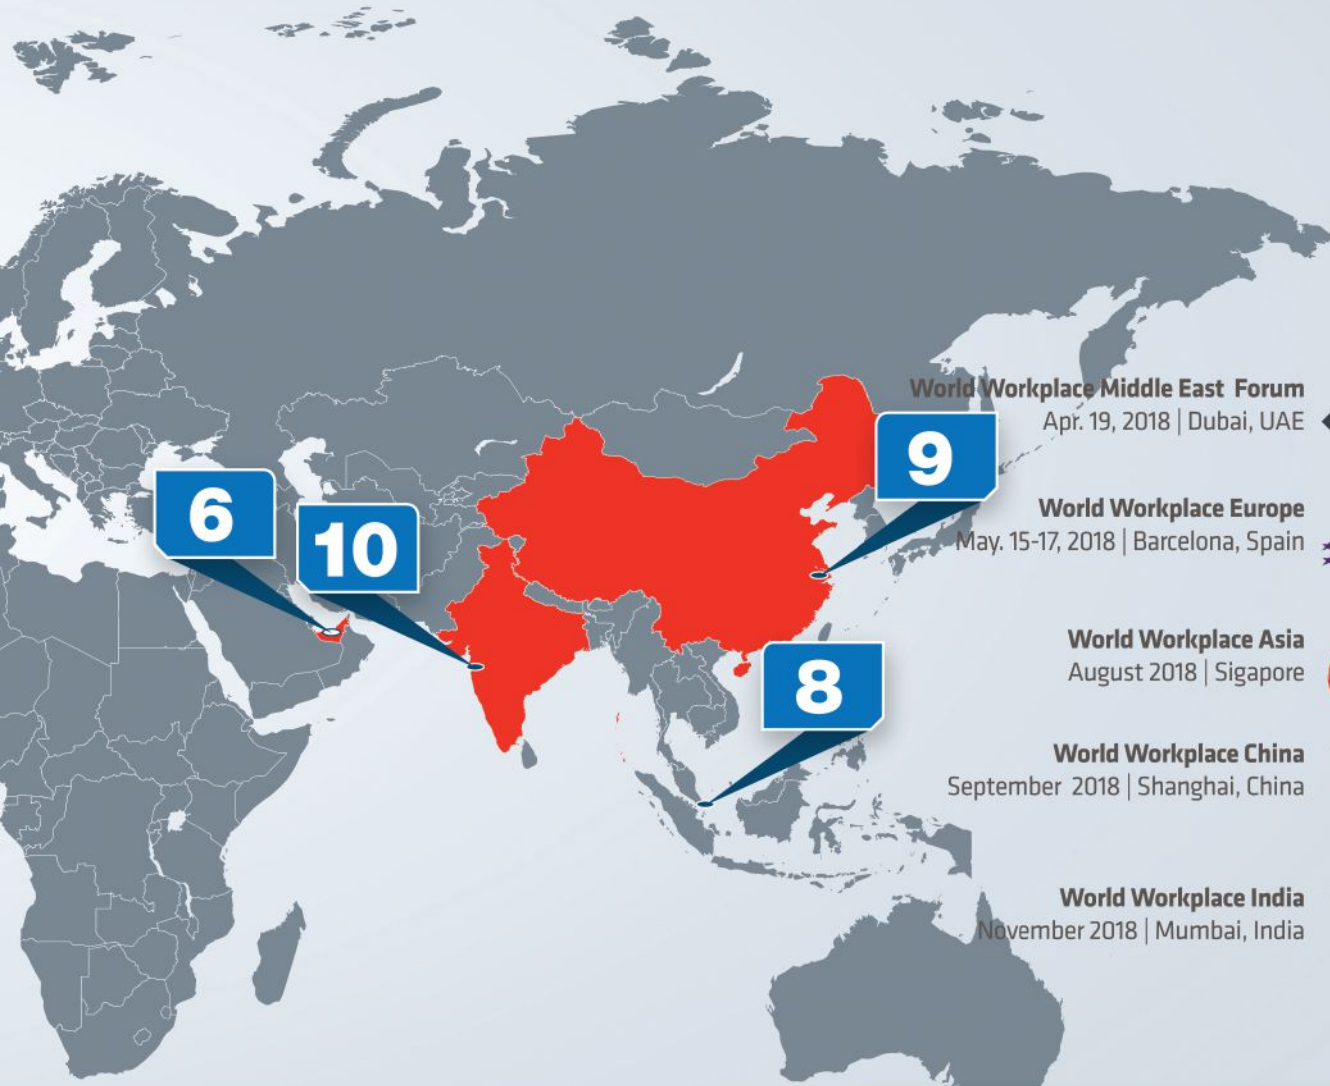 World Workplace Middle East Forum
Apr. 19, 2018 | Dubai, UAE
9
6
10
World Workplace Europe
May. 15-17, 2018 | Barcelona, Spain
World Workplace Asia
August 2018 | Sigapore
8
World Workplace China
September 2018 | Shanghai, China
World Workplace India
November 2018 | Mumbai, India